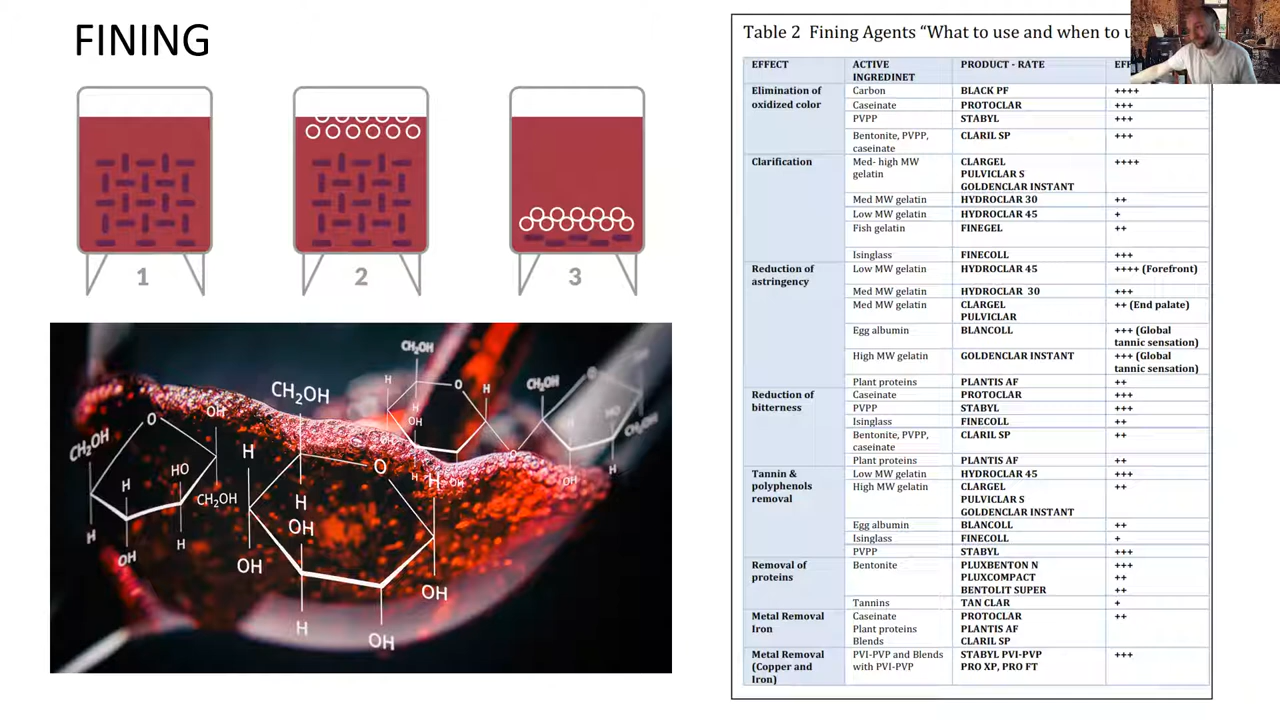 FINING
1 2 3
CH₂OH
O
OH
HO
H
CH₂OH
H
H
OH
CH₂OH
H
O
H
H
OH
OH
H
OH
OH
CH₂OH
O
H
H
OH
H
H
OH
CH₂OH
O
HO
CH₂OH
H
OH
Table 2 Fining Agents “What to use and when to
EFFECT ACTIVE INGREDINET PRODUCT - RATE
Elimination of oxidized color Carbon BLACK PF ++++
Caseinate PROTOCLAR +++
PVPP STABYL +++
Bentonite, PVPP, caseinate CLARIL SP +++
Clarification Med- high MW gelatin CLARGEL ++++
PULVICLAR S
GOLDENCLAR INSTANT
Med MW gelatin HYDROCLAR 30 ++
Low MW gelatin HYDROCLAR 45 +
Fish gelatin FINEGEL ++
Isinglass FINECOLL +++
Reduction of astringency Low MW gelatin HYDROCLAR 45 ++++ (Forefront)
Med MW gelatin HYDROCLAR 30 +++
Med MW gelatin CLARGEL ++ (End palate)
PULVICLAR
Egg albumin BLANCOLL +++ (Global tannic sensation)
High MW gelatin GOLDENCLAR INSTANT +++ (Global tannic sensation)
Plant proteins PLANTIS AF ++
Reduction of bitterness Caseinate PROTOCLAR +++
PVPP STABYL +++
Isinglass FINECOLL ++
Bentonite, PVPP, caseinate CLARIL SP ++
Plant proteins PLANTIS AF ++
Tannin & polyphenols removal Low MW gelatin HYDROCLAR 45 +++
High MW gelatin CLARGEL ++
PULVICLAR S
GOLDENCLAR INSTANT
Egg albumin BLANCOLL ++
Isinglass FINECOLL +
PVPP STABYL +++
Removal of proteins Bentonite PLUXBENTON N +++
PLUXCOMPACT ++
BENTOLIT SUPER ++
Tannins TAN CLAR +
Metal Removal Iron Caseinate PROTOCLAR ++
Plant proteins PLANTIS AF
Blends CLARIL SP
Metal Removal (Copper and Iron) PVI-PVP and Blends with PVI-PVP STABYL PVI-PVP +++
PRO XP, PRO FT